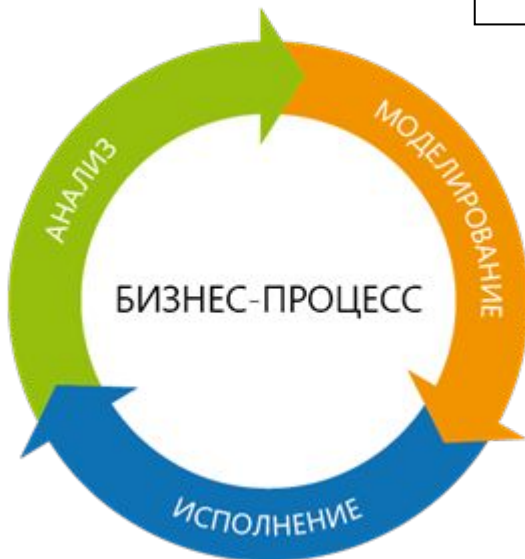 АНАЛИЗ
МОДЕЛИРОВАНИЕ
БИЗНЕС-ПРОЦЕСС
ИСПОЛНЕНИЕ